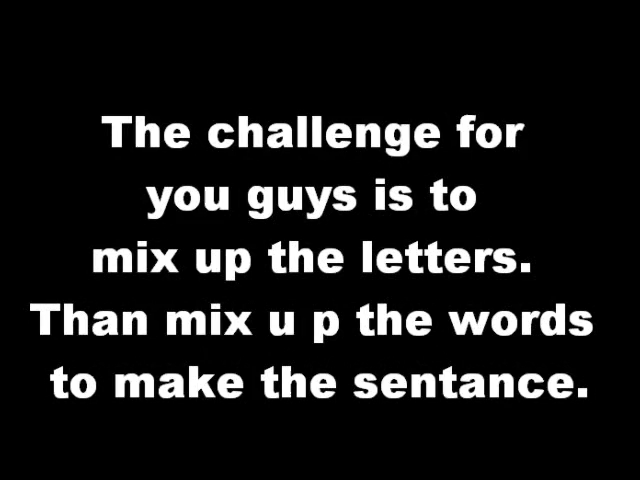 The challenge for
you guys is to
mix up the letters.
Than mix u p the words
to make the sentance.